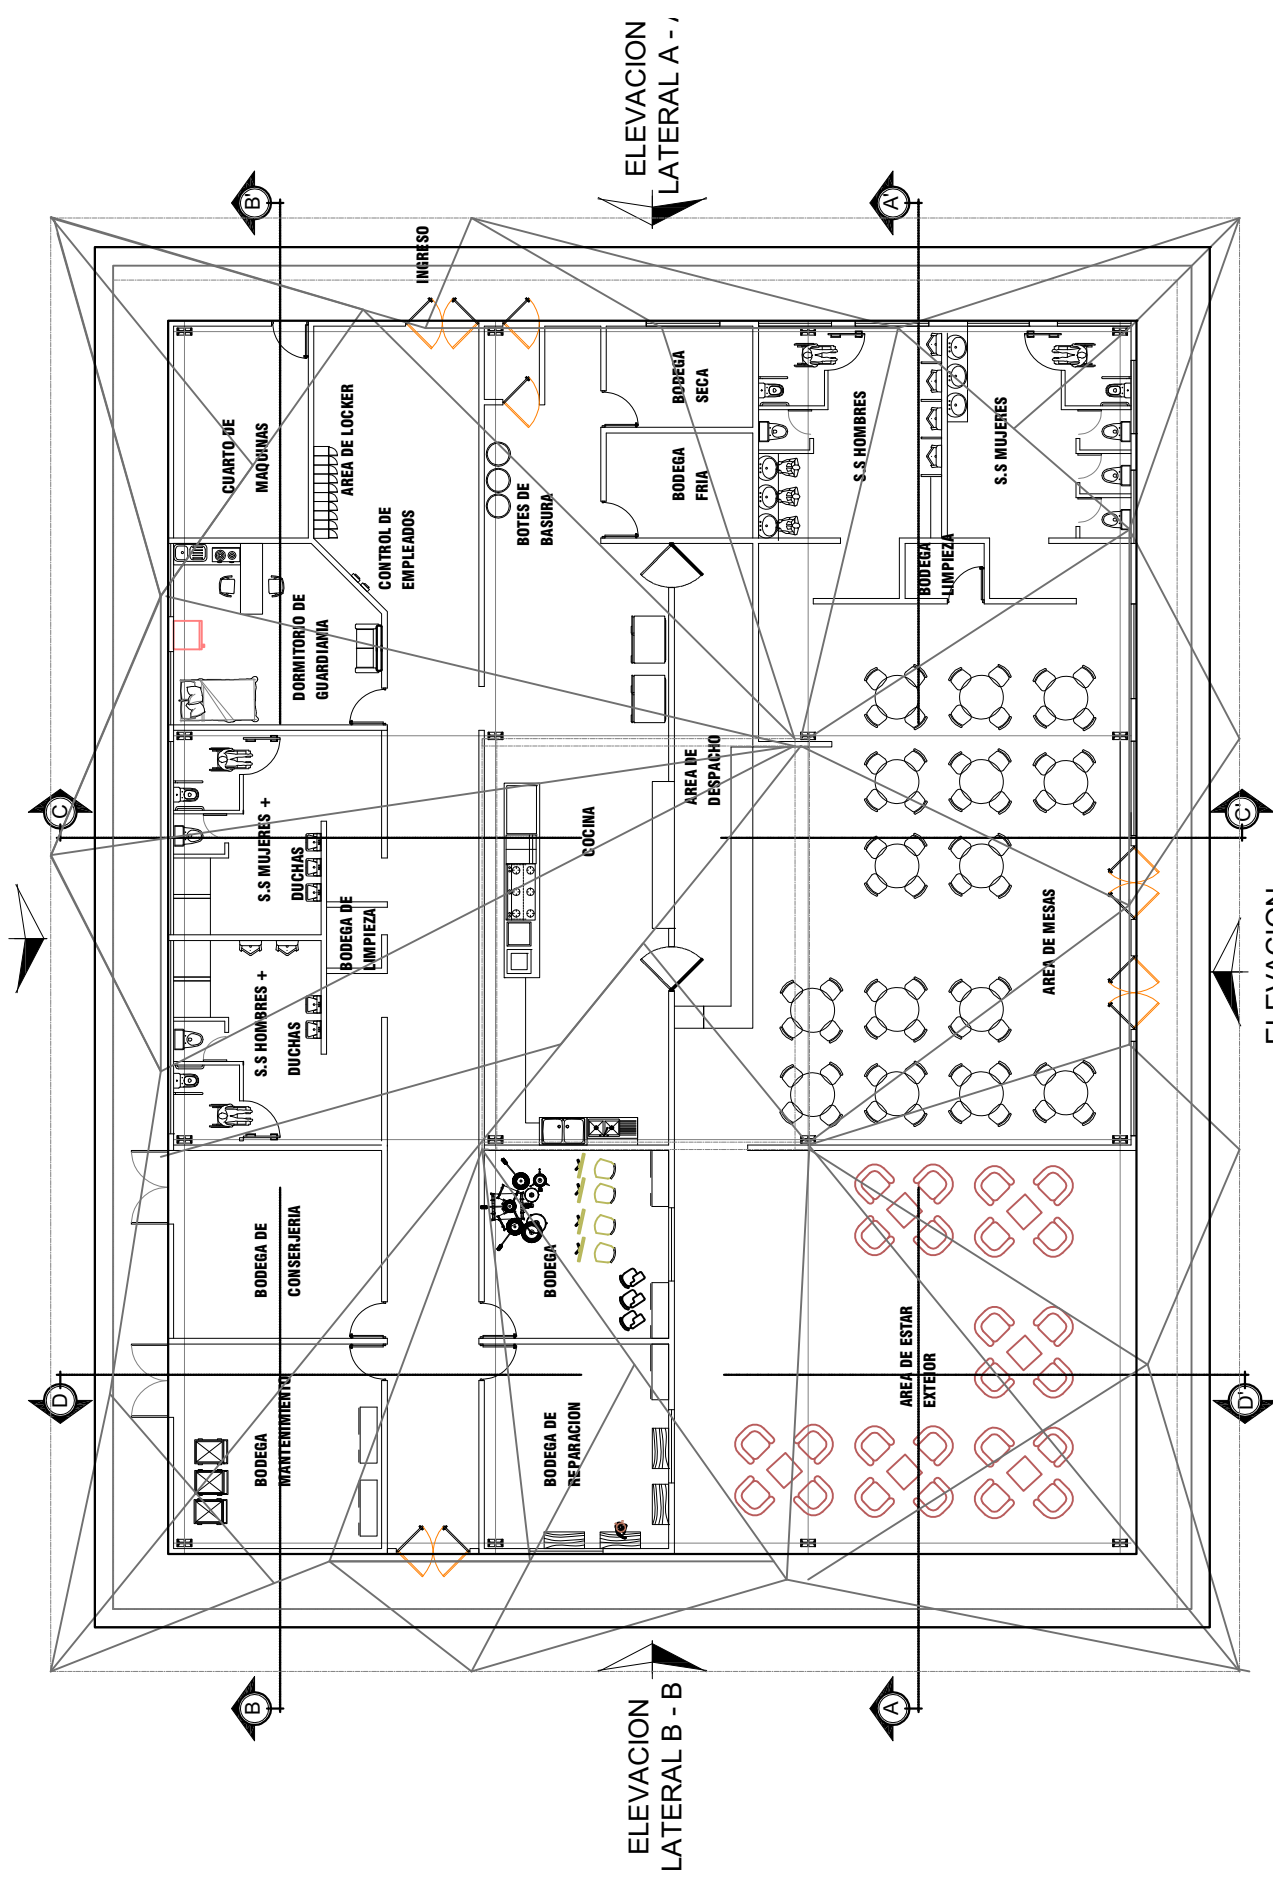 ELEVACION
LATERAL A -
B'
A'
INGRESO
CUARTO DE
MAQUINAS
AREA DE LOCKER
CONTROL DE
EMPLEADOS
BOTES DE
BASURA
BODEGA
SECA
BODEGA
FRIA
S.S HOMBRES
S.S MUJERES
BODEGA
LIMPIEZA
DORMITORIO DE
GUARDIANIA
C
C'
S.S MUJERES +
DUCHAS
BODEGA DE
LIMPIEZA
S.S HOMBRES +
DUCHAS
COCINA
AREA DE
DESPACHO
AREA DE MESAS
ELEVACION
BODEGA DE
CONSERJERIA
BODEGA
AREA DE ESTAR
EXTERIOR
D
D'
BODEGA
MANTENIMIENTO
BODEGA DE
REPARACION
B
A
ELEVACION
LATERAL B - B